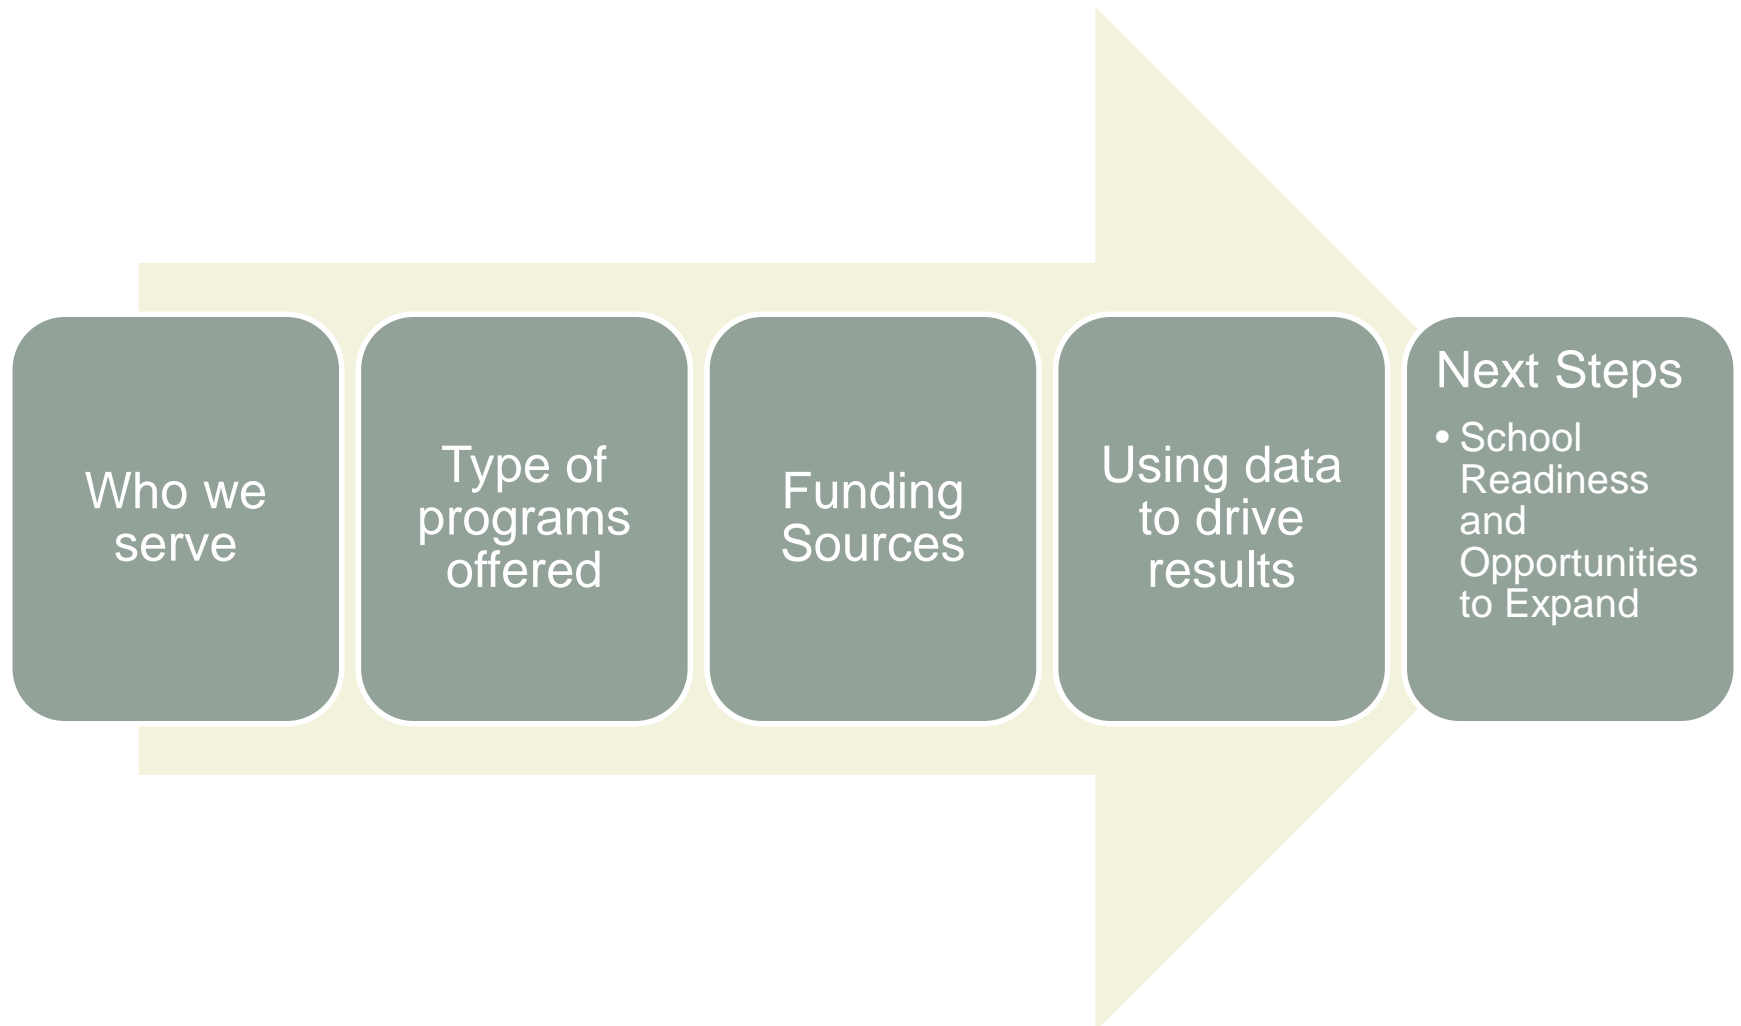 Who we
serve
Type of
programs
offered
Funding
Sources
Using data
to drive
results
Next Steps
• School
Readiness
and
Opportunities
to Expand